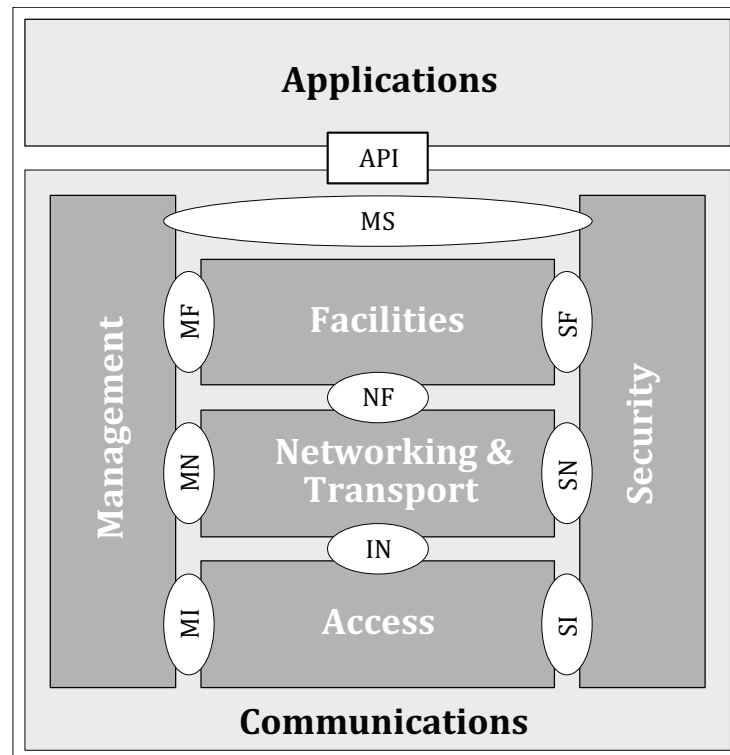 Applications
API
MS
Management
MF
Facilities
SF
Security
NF
MN
Networking &
Transport
SN
IN
MI
Access
SI
Communications